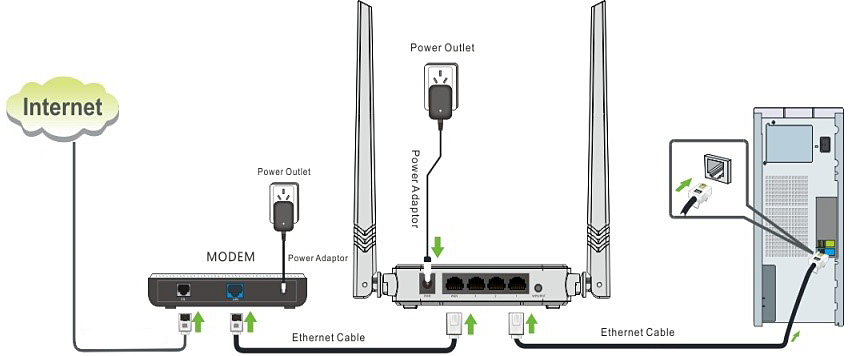 Power Outlet
Internet
Power Adaptor
Power Outlet
MODEM
Power Adaptor
Ethernet Cable
Ethernet Cable